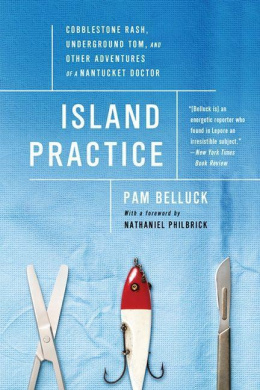 COBBLESTONE RASH,
UNDERGROUND TOM, AND
OTHER ADVENTURES
OF A NANTUCKET DOCTOR
ISLAND
PRACTICE
"[Belluck is] an
energetic reporter who
found in Lepore an
irresistible subject."
—New York Times
Book Review
PAM BELLUCK
With a foreword by
NATHANIEL PHILBRICK